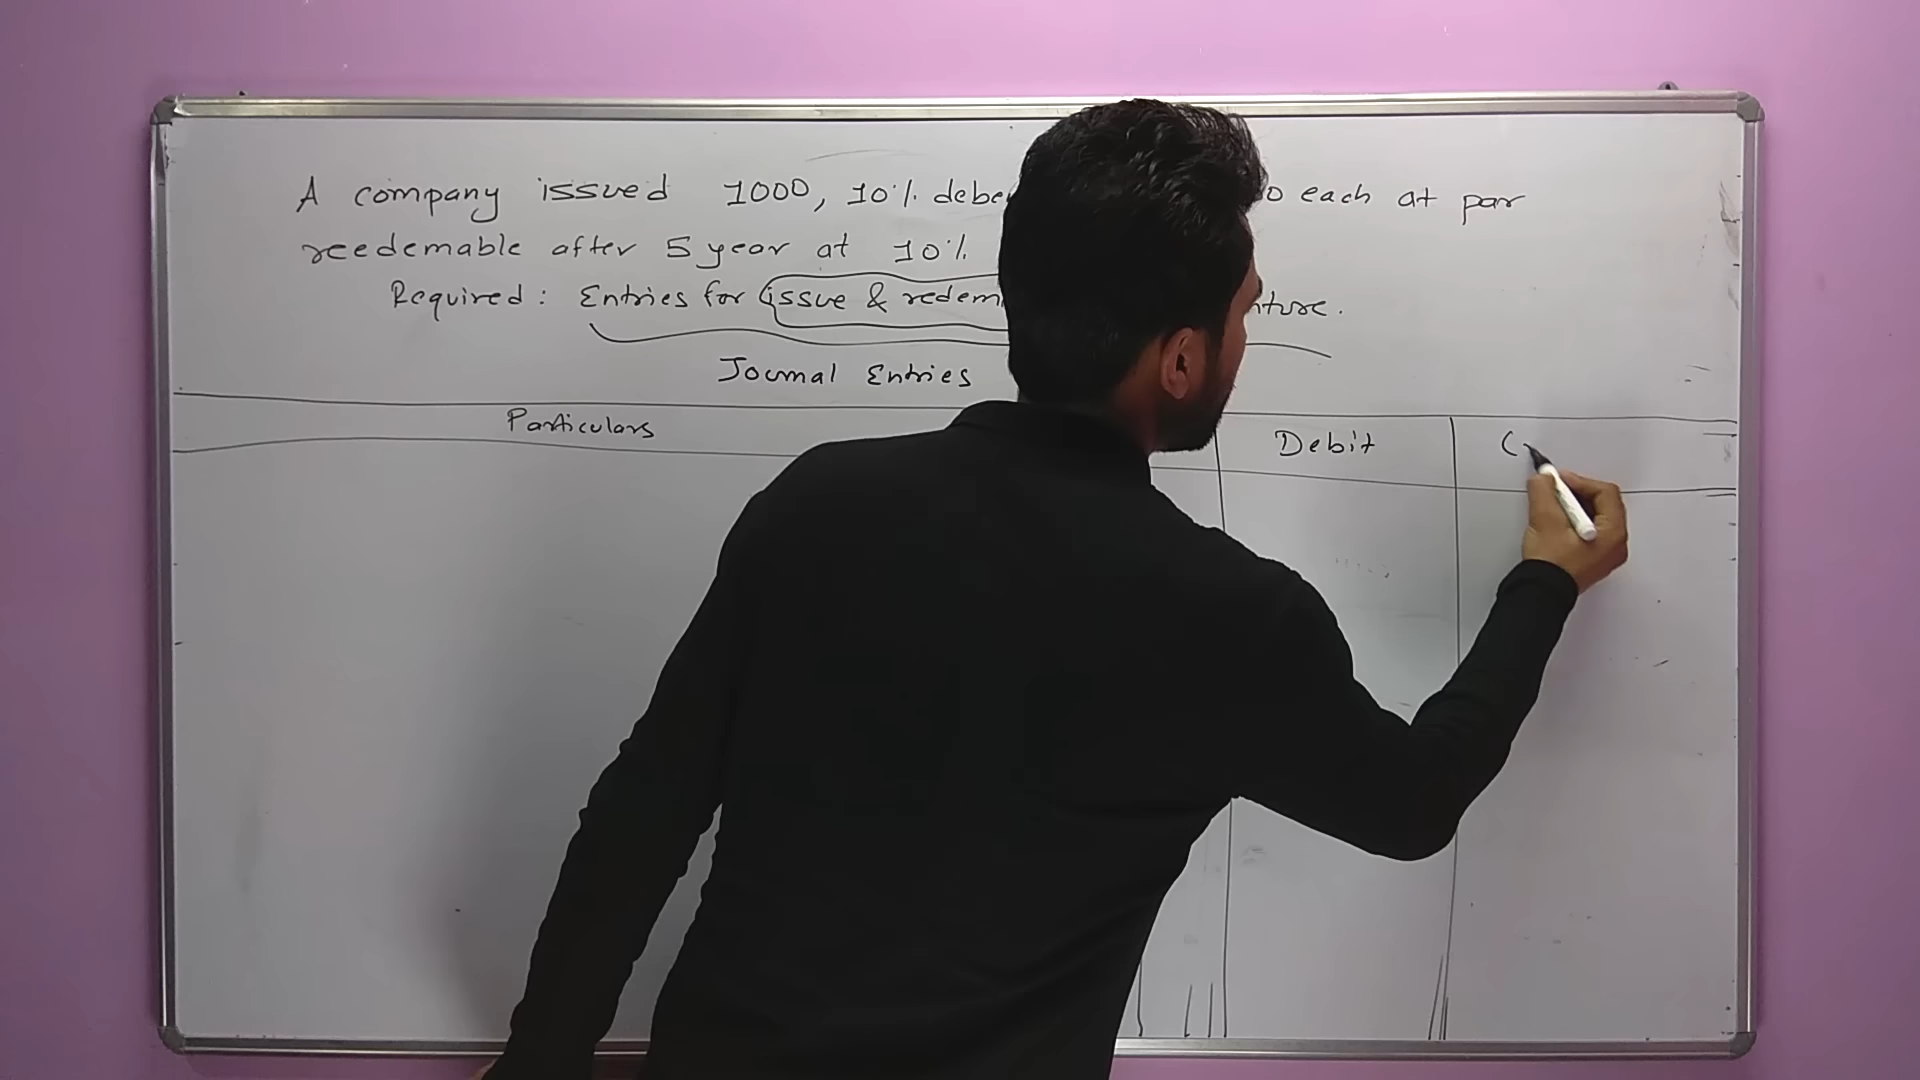 A company issued 1000, 10% debe 0 each at par
reedemable after 5 year at 10%
Required: Entries for issue & redem nture.
Journal Entries
Particulars Debit C